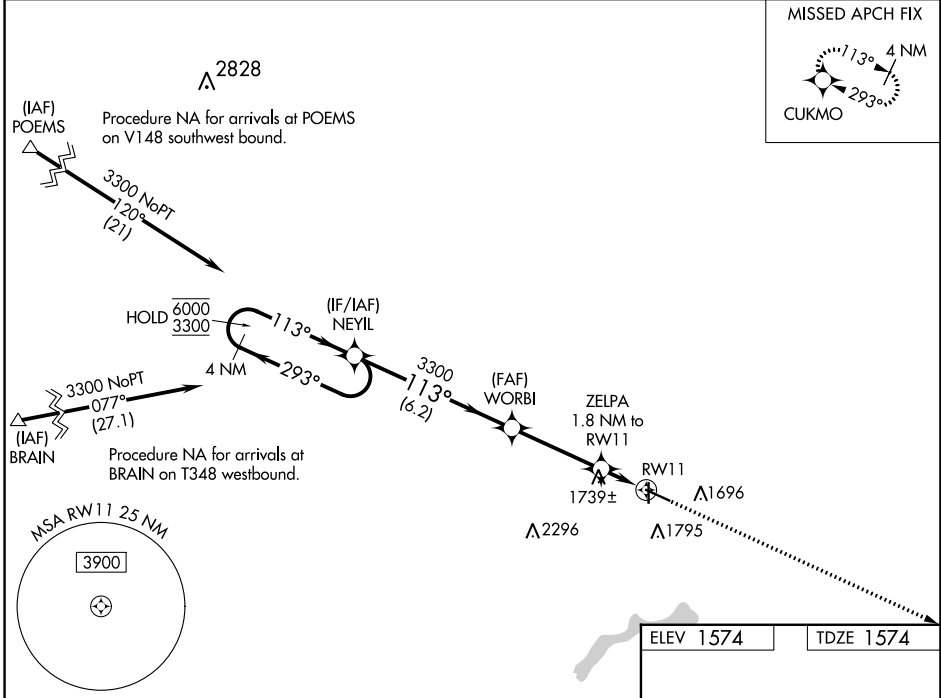 MISSED APCH FIX
113°
4 NM
293°
CUKMO
2828
(IAF)
POEMS
Procedure NA for arrivals at POEMS
on V148 southwest bound.
3300 NoPT
120°
(21)
HOLD
6000
3300
113°
(IF/IAF)
NEYIL
4 NM
293°
3300
113°
(6.2)
(FAF)
WORBI
ZELPA
1.8 NM to
RW11
RW11
3300 NoPT
077°
(27.1)
(IAF)
BRAIN
Procedure NA for arrivals at
BRAIN on T348 westbound.
1739±
1696
2296
1795
MSA RW11 25 NM
3900
ELEV 1574
TDZE 1574